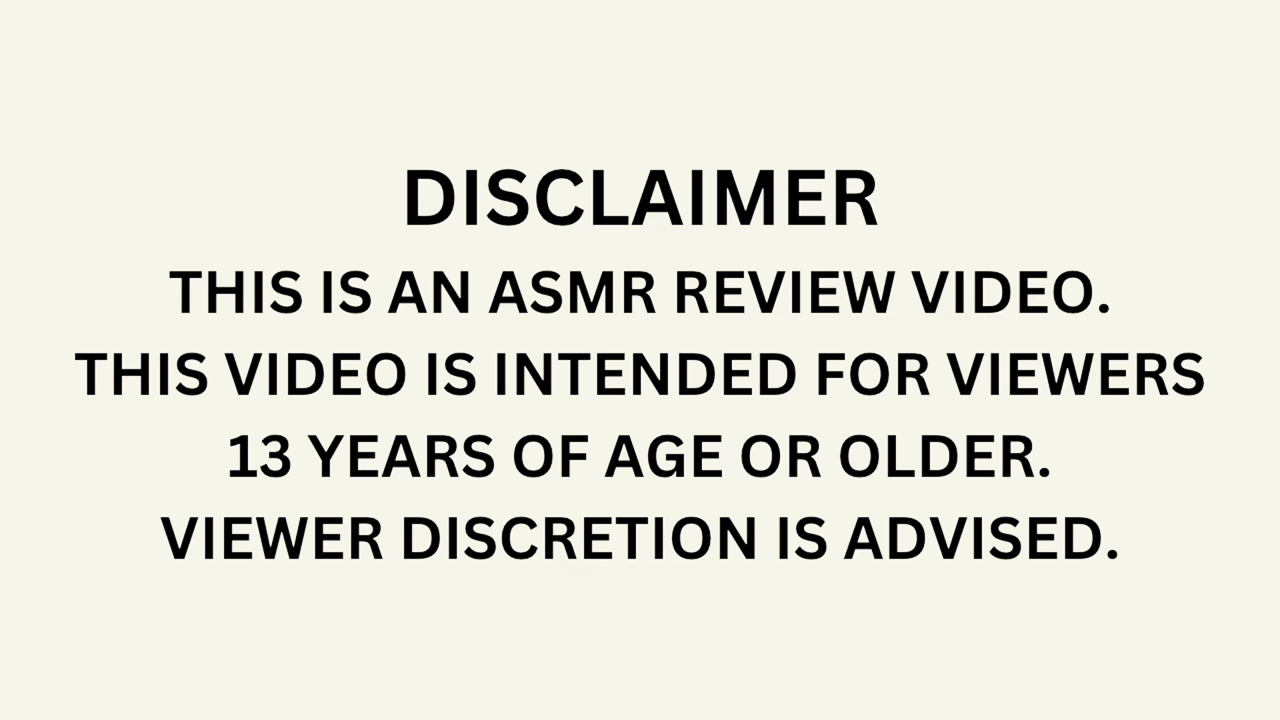 DISCLAIMER
THIS IS AN ASMR REVIEW VIDEO.
THIS VIDEO IS INTENDED FOR VIEWERS
13 YEARS OF AGE OR OLDER.
VIEWER DISCRETION IS ADVISED.